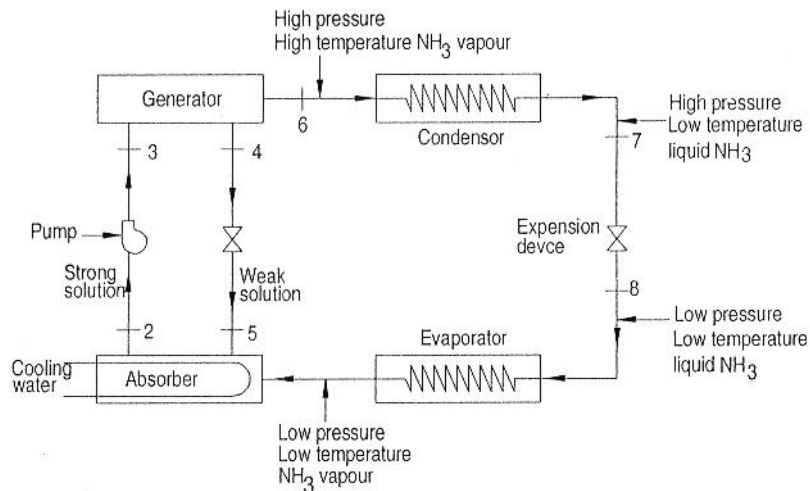 High pressure
High temperature NH3 vapour
Generator
6
Condensor
High pressure
Low temperature
liquid NH3
7
3
4
Pump
Expension
devce
Strong
solution
Weak
solution
8
2
5
Low pressure
Low temperature
liquid NH3
Evaporator
Cooling
water
Absorber
Low pressure
Low temperature
NH3 vapour